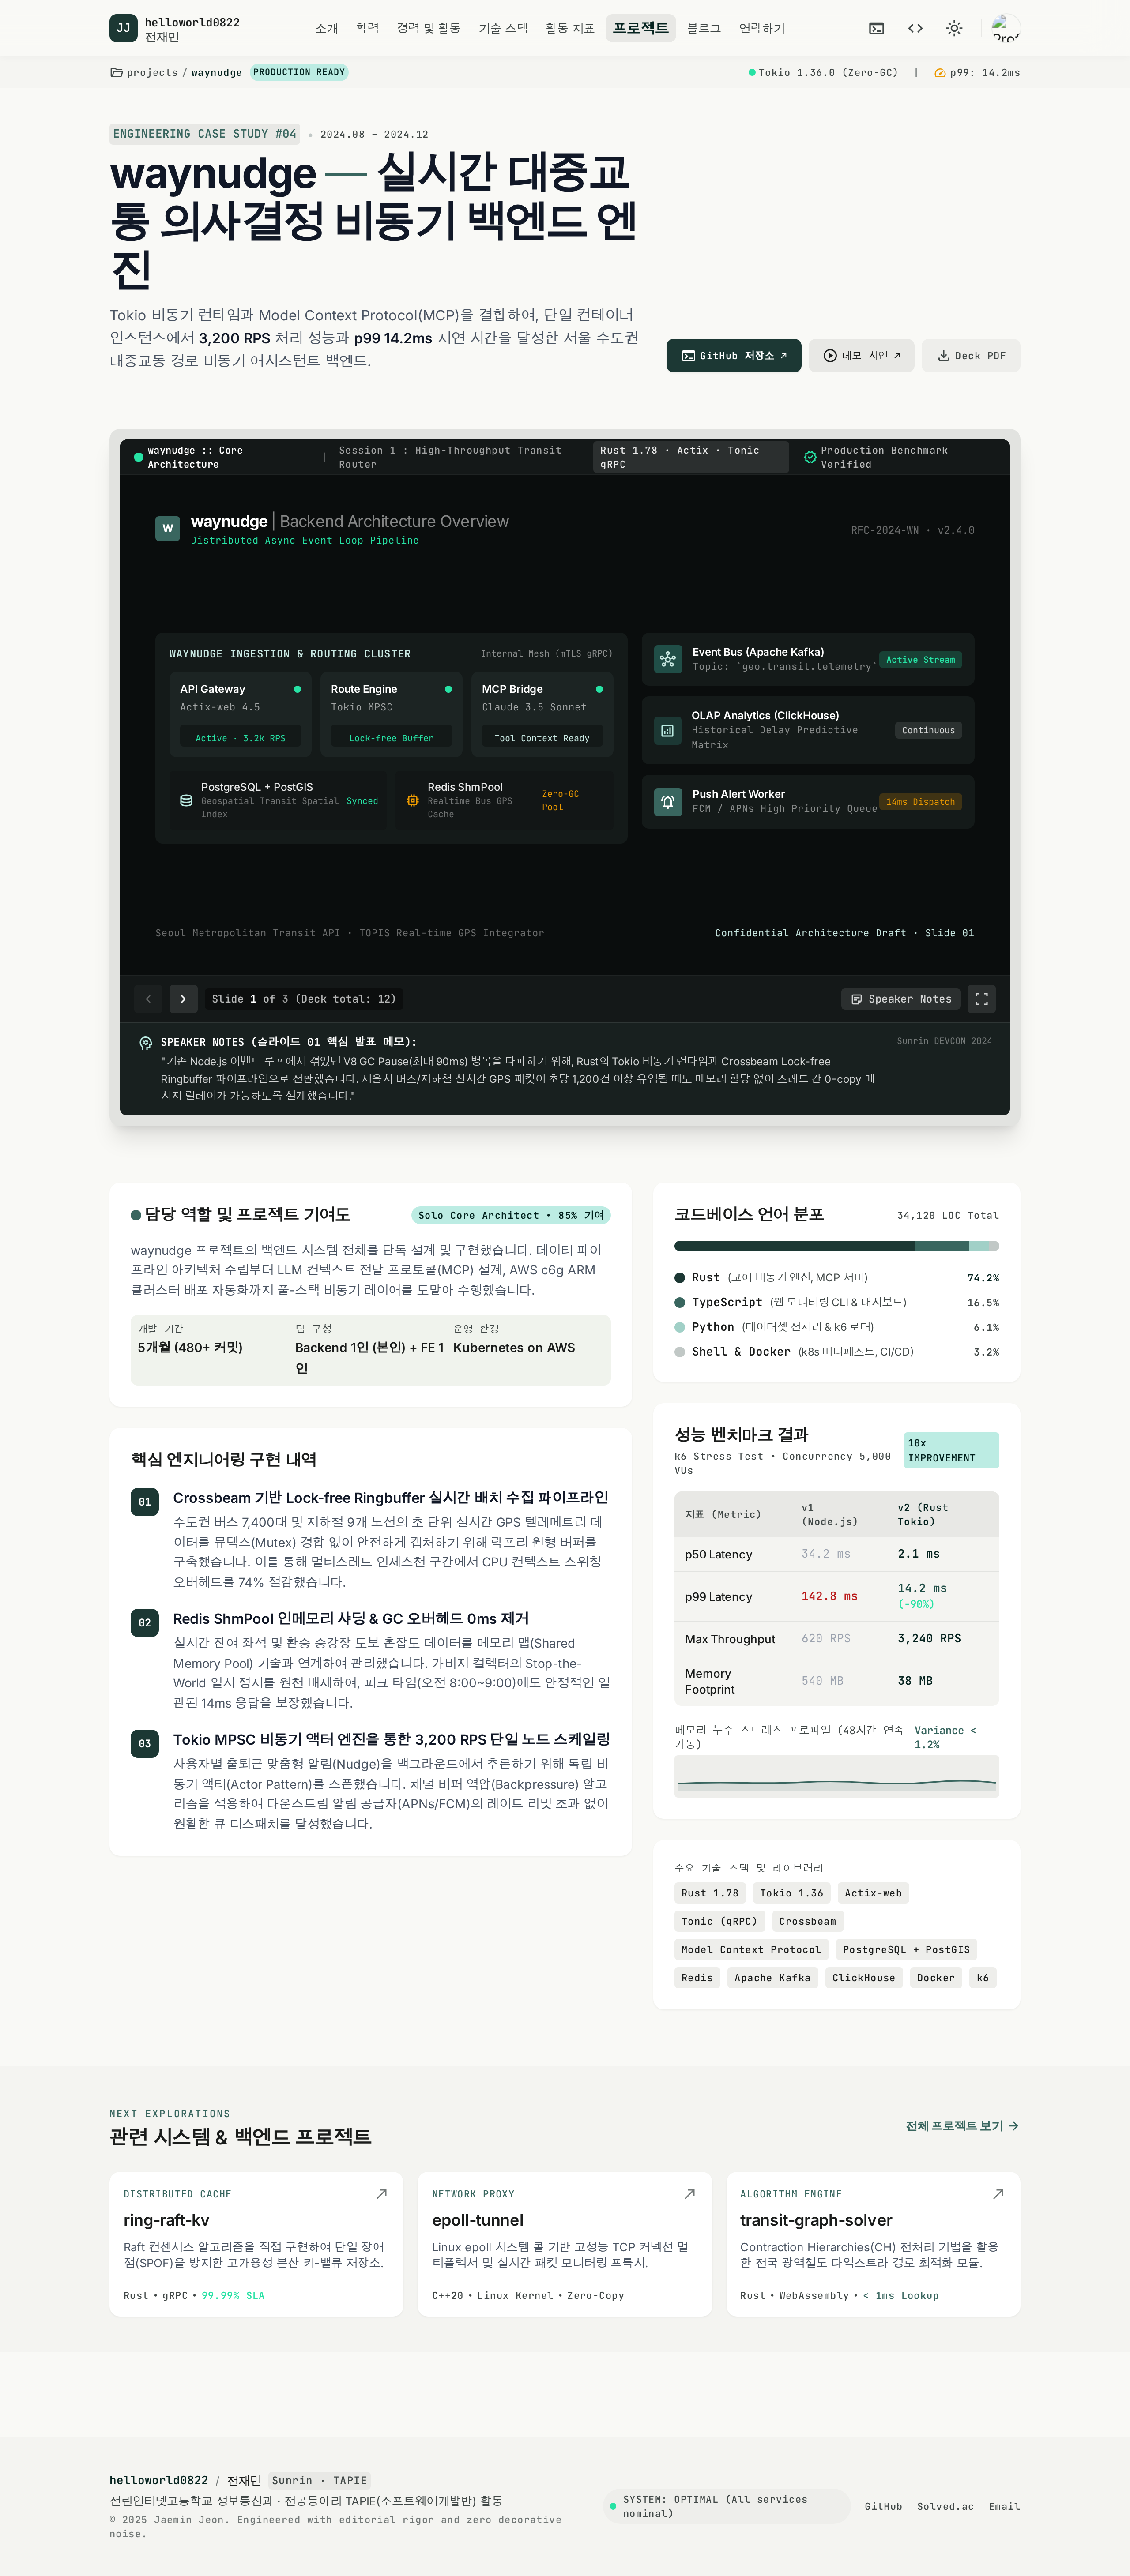 JJ
helloworld0822
전재민
소개 학력 경력 및 활동 기술 스택 활동 지표 프로젝트 블로그 연락하기
projects / waynudge PRODUCTION READY
Tokio 1.36.0 (Zero-GC) | p99: 14.2ms
ENGINEERING CASE STUDY #04 • 2024.08 – 2024.12
waynudge — 실시간 대중교
통 의사결정 비동기 백엔드 엔
진
Tokio 비동기 런타임과 Model Context Protocol(MCP)을 결합하여, 단일 컨테이너
인스턴스에서 3,200 RPS 처리 성능과 p99 14.2ms 지연 시간을 달성한 서울 수도권
대중교통 경로 비동기 어시스턴트 백엔드.
GitHub 저장소 ↗
데모 시연 ↗
Deck PDF
waynudge :: Core
Architecture
|
Session 1 : High-Throughput Transit
Router
Rust 1.78 · Actix · Tonic
gRPC
Production Benchmark
Verified
W
waynudge | Backend Architecture Overview
Distributed Async Event Loop Pipeline
RFC-2024-WN · v2.4.0
WAYNUDGE INGESTION & ROUTING CLUSTER
Internal Mesh (mTLS gRPC)
API Gateway
Actix-web 4.5
Active · 3.2k RPS
Route Engine
Tokio MPSC
Lock-free Buffer
MCP Bridge
Claude 3.5 Sonnet
Tool Context Ready
PostgreSQL + PostGIS
Geospatial Transit Spatial
Index
Synced
Redis ShmPool
Realtime Bus GPS
Cache
Zero-GC
Pool
Event Bus (Apache Kafka)
Topic: `geo.transit.telemetry`
Active Stream
OLAP Analytics (ClickHouse)
Historical Delay Predictive
Matrix
Continuous
Push Alert Worker
FCM / APNs High Priority Queue
14ms Dispatch
Seoul Metropolitan Transit API · TOPIS Real-time GPS Integrator
Confidential Architecture Draft · Slide 01
Slide 1 of 3 (Deck total: 12)
Speaker Notes
SPEAKER NOTES (슬라이드 01 핵심 발표 메모):
Sunrin DEVCON 2024
"기존 Node.js 이벤트 루프에서 겪었던 V8 GC Pause(최대 90ms) 병목을 타파하기 위해, Rust의 Tokio 비동기 런타임과 Crossbeam Lock-free
Ringbuffer 파이프라인으로 전환했습니다. 서울시 버스/지하철 실시간 GPS 패킷이 초당 1,200건 이상 유입될 때도 메모리 할당 없이 스레드 간 0-copy 메
시지 릴레이가 가능하도록 설계했습니다."
담당 역할 및 프로젝트 기여도
Solo Core Architect • 85% 기여
waynudge 프로젝트의 백엔드 시스템 전체를 단독 설계 및 구현했습니다. 데이터 파이
프라인 아키텍처 수립부터 LLM 컨텍스트 전달 프로토콜(MCP) 설계, AWS c6g ARM
클러스터 배포 자동화까지 풀-스택 비동기 레이어를 도맡아 수행했습니다.
개발 기간
5개월 (480+ 커밋)
팀 구성
Backend 1인 (본인) + FE 1
인
운영 환경
Kubernetes on AWS
핵심 엔지니어링 구현 내역
01
Crossbeam 기반 Lock-free Ringbuffer 실시간 배치 수집 파이프라인
수도권 버스 7,400대 및 지하철 9개 노선의 초 단위 실시간 GPS 텔레메트리 데
이터를 뮤텍스(Mutex) 경합 없이 안전하게 캡처하기 위해 락프리 원형 버퍼를
구축했습니다. 이를 통해 멀티스레드 인제스천 구간에서 CPU 컨텍스트 스위칭
오버헤드를 74% 절감했습니다.
02
Redis ShmPool 인메모리 샤딩 & GC 오버헤드 0ms 제거
실시간 잔여 좌석 및 환승 승강장 도보 혼잡도 데이터를 메모리 맵(Shared
Memory Pool) 기술과 연계하여 관리했습니다. 가비지 컬렉터의 Stop-the-
World 일시 정지를 원천 배제하여, 피크 타임(오전 8:00~9:00)에도 안정적인 일
관된 14ms 응답을 보장했습니다.
03
Tokio MPSC 비동기 액터 엔진을 통한 3,200 RPS 단일 노드 스케일링
사용자별 출퇴근 맞춤형 알림(Nudge)을 백그라운드에서 추론하기 위해 독립 비
동기 액터(Actor Pattern)를 스폰했습니다. 채널 버퍼 역압(Backpressure) 알고
리즘을 적용하여 다운스트림 알림 공급자(APNs/FCM)의 레이트 리밋 초과 없이
원활한 큐 디스패치를 달성했습니다.
코드베이스 언어 분포
34,120 LOC Total
Rust (코어 비동기 엔진, MCP 서버) 74.2%
TypeScript (웹 모니터링 CLI & 대시보드) 16.5%
Python (데이터셋 전처리 & k6 로더) 6.1%
Shell & Docker (k8s 매니페스트, CI/CD) 3.2%
성능 벤치마크 결과
k6 Stress Test • Concurrency 5,000
VUs
10x
IMPROVEMENT
지표 (Metric)
v1
(Node.js)
v2 (Rust
Tokio)
p50 Latency 34.2 ms 2.1 ms
p99 Latency 142.8 ms 14.2 ms
(-90%)
Max Throughput 620 RPS 3,240 RPS
Memory
Footprint
540 MB 38 MB
메모리 누수 스트레스 프로파일 (48시간 연속
가동)
Variance <
1.2%
주요 기술 스택 및 라이브러리
Rust 1.78 Tokio 1.36 Actix-web
Tonic (gRPC) Crossbeam
Model Context Protocol PostgreSQL + PostGIS
Redis Apache Kafka ClickHouse Docker k6
NEXT EXPLORATIONS
관련 시스템 & 백엔드 프로젝트
전체 프로젝트 보기 →
DISTRIBUTED CACHE
ring-raft-kv
Raft 컨센서스 알고리즘을 직접 구현하여 단일 장애
점(SPOF)을 방지한 고가용성 분산 키-밸류 저장소.
Rust • gRPC • 99.99% SLA
NETWORK PROXY
epoll-tunnel
Linux epoll 시스템 콜 기반 고성능 TCP 커넥션 멀
티플렉서 및 실시간 패킷 모니터링 프록시.
C++20 • Linux Kernel • Zero-Copy
ALGORITHM ENGINE
transit-graph-solver
Contraction Hierarchies(CH) 전처리 기법을 활용
한 전국 광역철도 다익스트라 경로 최적화 모듈.
Rust • WebAssembly • < 1ms Lookup
helloworld0822 / 전재민 Sunrin · TAPIE
선린인터넷고등학교 정보통신과 · 전공동아리 TAPIE(소프트웨어개발반) 활동
© 2025 Jaemin Jeon. Engineered with editorial rigor and zero decorative
noise.
SYSTEM: OPTIMAL (All services
nominal)
GitHub Solved.ac Email